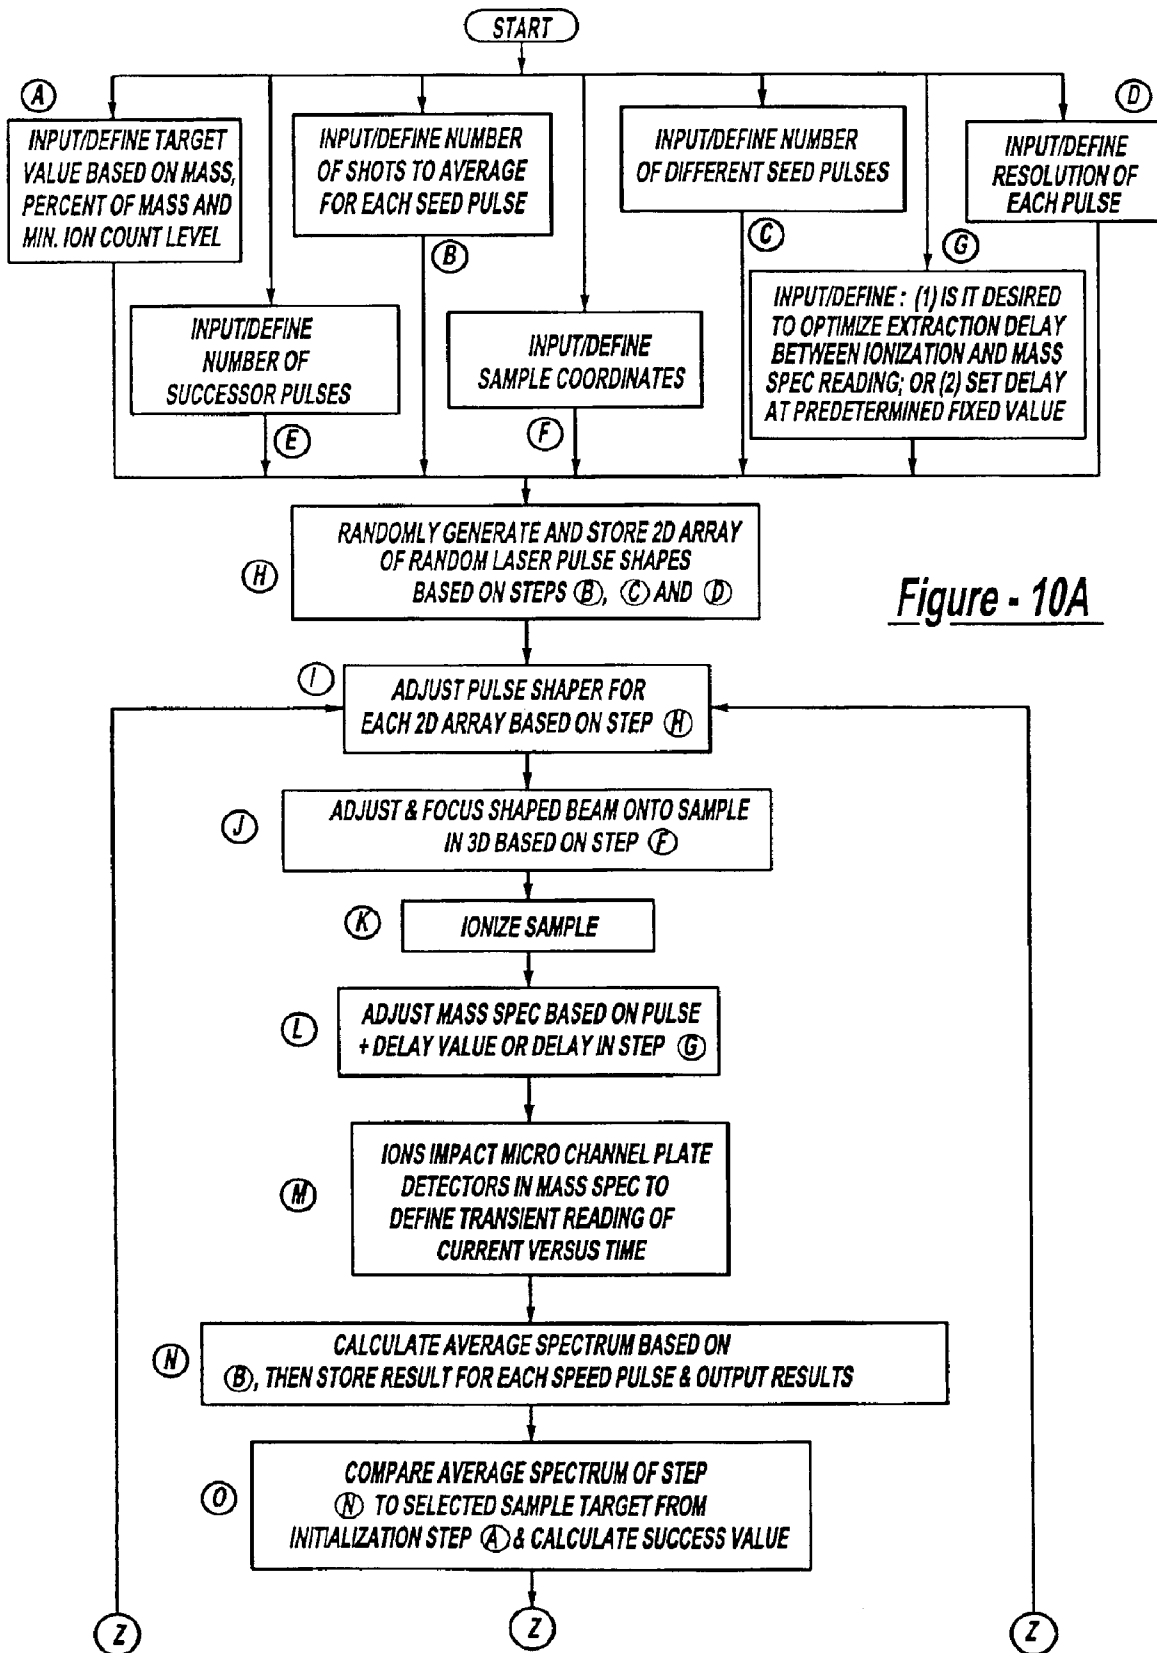 START
A
INPUT/DEFINE TARGET
VALUE BASED ON MASS,
PERCENT OF MASS AND
MIN. ION COUNT LEVEL
INPUT/DEFINE NUMBER
OF SHOTS TO AVERAGE
FOR EACH SEED PULSE
B
INPUT/DEFINE NUMBER
OF DIFFERENT SEED PULSES
C
D
INPUT/DEFINE
RESOLUTION OF
EACH PULSE
INPUT/DEFINE
NUMBER OF
SUCCESSOR PULSES
E
INPUT/DEFINE
SAMPLE COORDINATES
F
G
INPUT/DEFINE : (1) IS IT DESIRED
TO OPTIMIZE EXTRACTION DELAY
BETWEEN IONIZATION AND MASS
SPEC READING; OR (2) SET DELAY
AT PREDETERMINED FIXED VALUE
H
RANDOMLY GENERATE AND STORE 2D ARRAY
OF RANDOM LASER PULSE SHAPES
BASED ON STEPS B, C AND D
Figure - 10A
I
ADJUST PULSE SHAPER FOR
EACH 2D ARRAY BASED ON STEP H
J
ADJUST & FOCUS SHAPED BEAM ONTO SAMPLE
IN 3D BASED ON STEP F
K
IONIZE SAMPLE
L
ADJUST MASS SPEC BASED ON PULSE
+ DELAY VALUE OR DELAY IN STEP G
M
IONS IMPACT MICRO CHANNEL PLATE
DETECTORS IN MASS SPEC TO
DEFINE TRANSIENT READING OF
CURRENT VERSUS TIME
N
CALCULATE AVERAGE SPECTRUM BASED ON
B, THEN STORE RESULT FOR EACH SPEED PULSE & OUTPUT RESULTS
O
COMPARE AVERAGE SPECTRUM OF STEP
N TO SELECTED SAMPLE TARGET FROM
INITIALIZATION STEP A & CALCULATE SUCCESS VALUE
Z
Z
Z